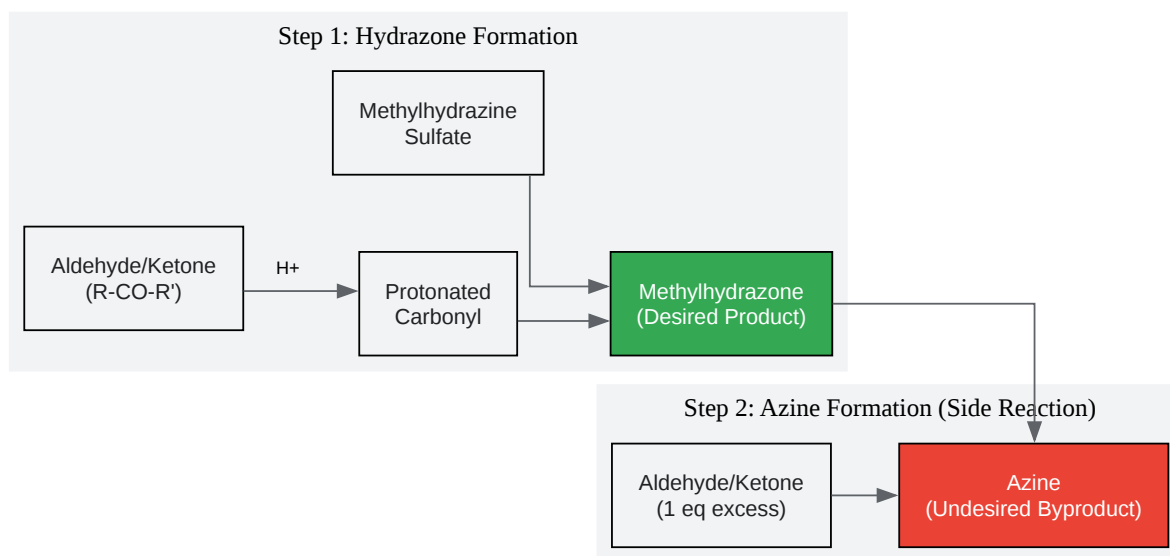 Step 1: Hydrazone Formation
Methylhydrazine
Sulfate
Aldehyde/Ketone
(R-CO-R')
H+
Protonated
Carbonyl
Methylhydrazone
(Desired Product)
Step 2: Azine Formation (Side Reaction)
Aldehyde/Ketone
(1 eq excess)
Azine
(Undesired Byproduct)